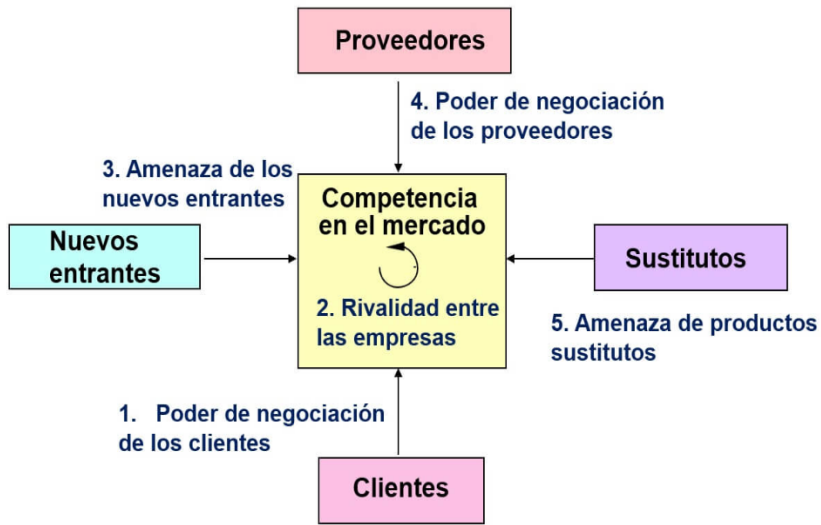 Proveedores
4. Poder de negociación
de los proveedores
3. Amenaza de los
nuevos entrantes
Competencia
en el mercado
Nuevos
entrantes
Sustitutos
2. Rivalidad entre
las empresas
5. Amenaza de productos
sustitutos
1. Poder de negociación
de los clientes
Clientes